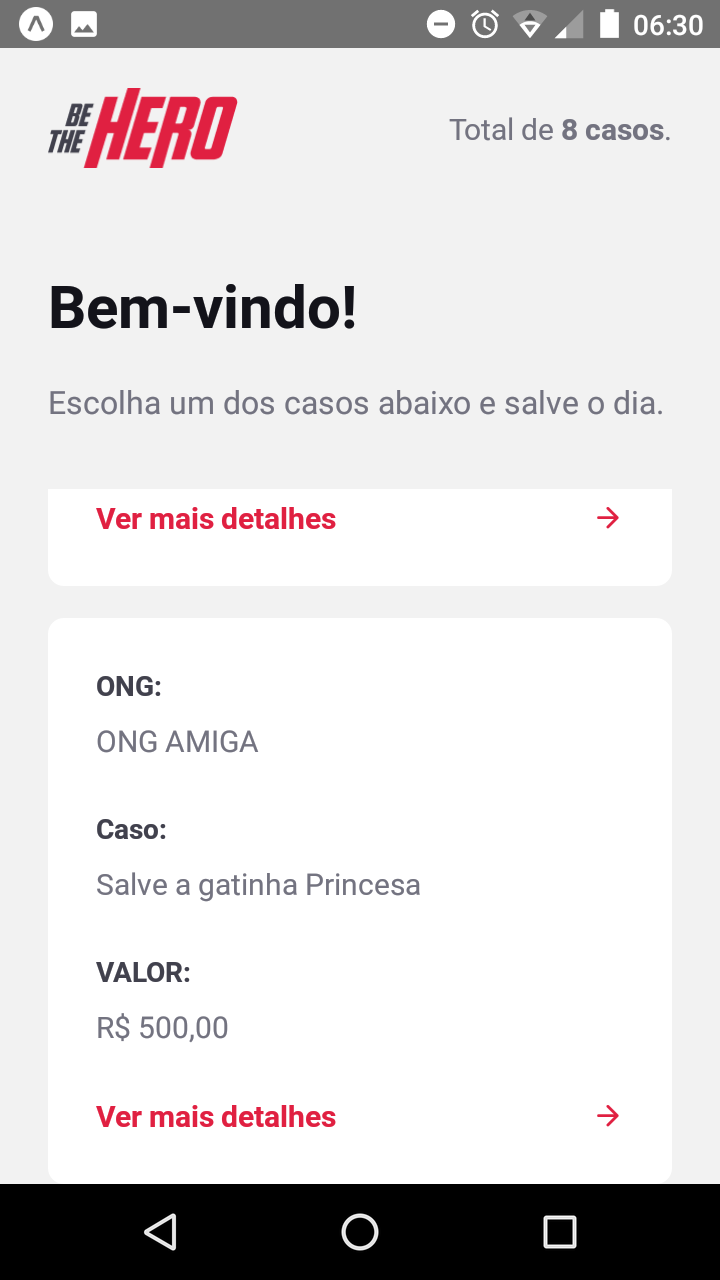 06:30
BE THE HERO
Total de 8 casos.
Bem-vindo!
Escolha um dos casos abaixo e salve o dia.
Ver mais detalhes
ONG:
ONG AMIGA
Caso:
Salve a gatinha Princesa
VALOR:
R$ 500,00
Ver mais detalhes